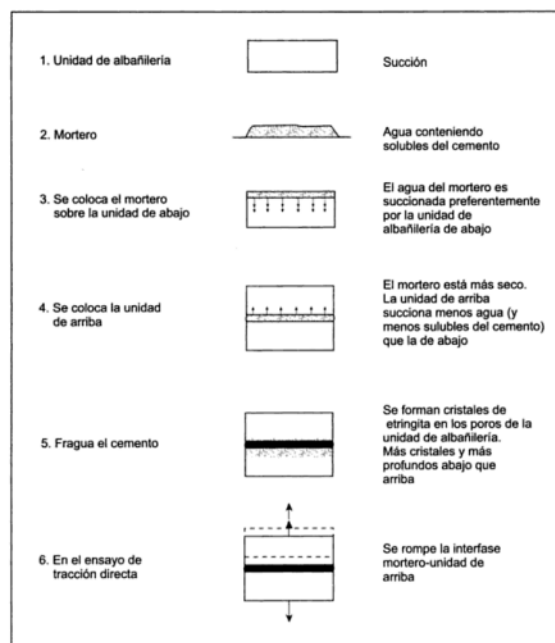 1. Unidad de albañilería
Succión
2. Mortero
Agua conteniendo
solubles del cemento
3. Se coloca el mortero
sobre la unidad de abajo
El agua del mortero es
succionada preferentemente
por la unidad de
albañilería de abajo
4. Se coloca la unidad
de arriba
El mortero está más seco.
La unidad de arriba
succiona menos agua (y
menos sulubles del cemento)
que la de abajo
5. Fragua el cemento
Se forman cristales de
etringita en los poros de la
unidad de albañilería.
Más cristales y más
profundos abajo que
arriba
6. En el ensayo de
tracción directa
Se rompe la interfase
mortero-unidad de
arriba